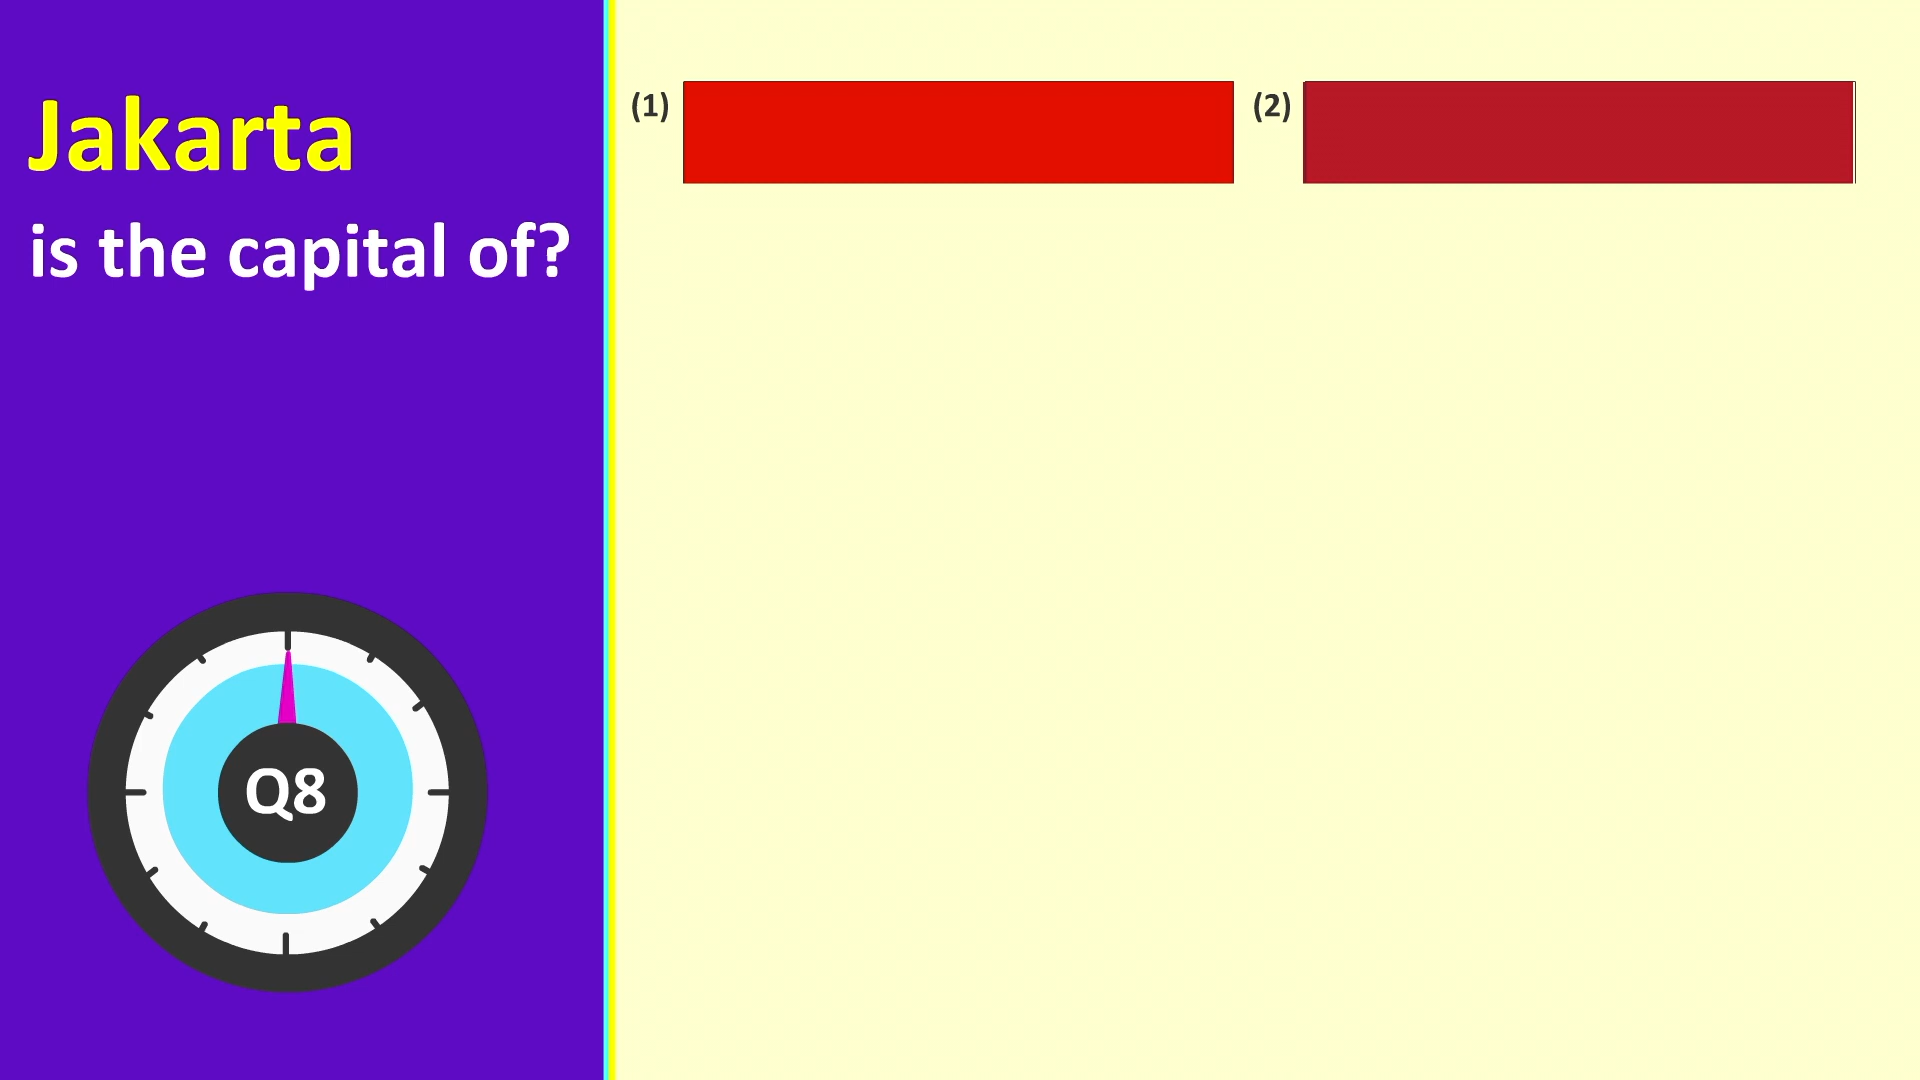 Jakarta
is the capital of?
(1)
(2)
Q8